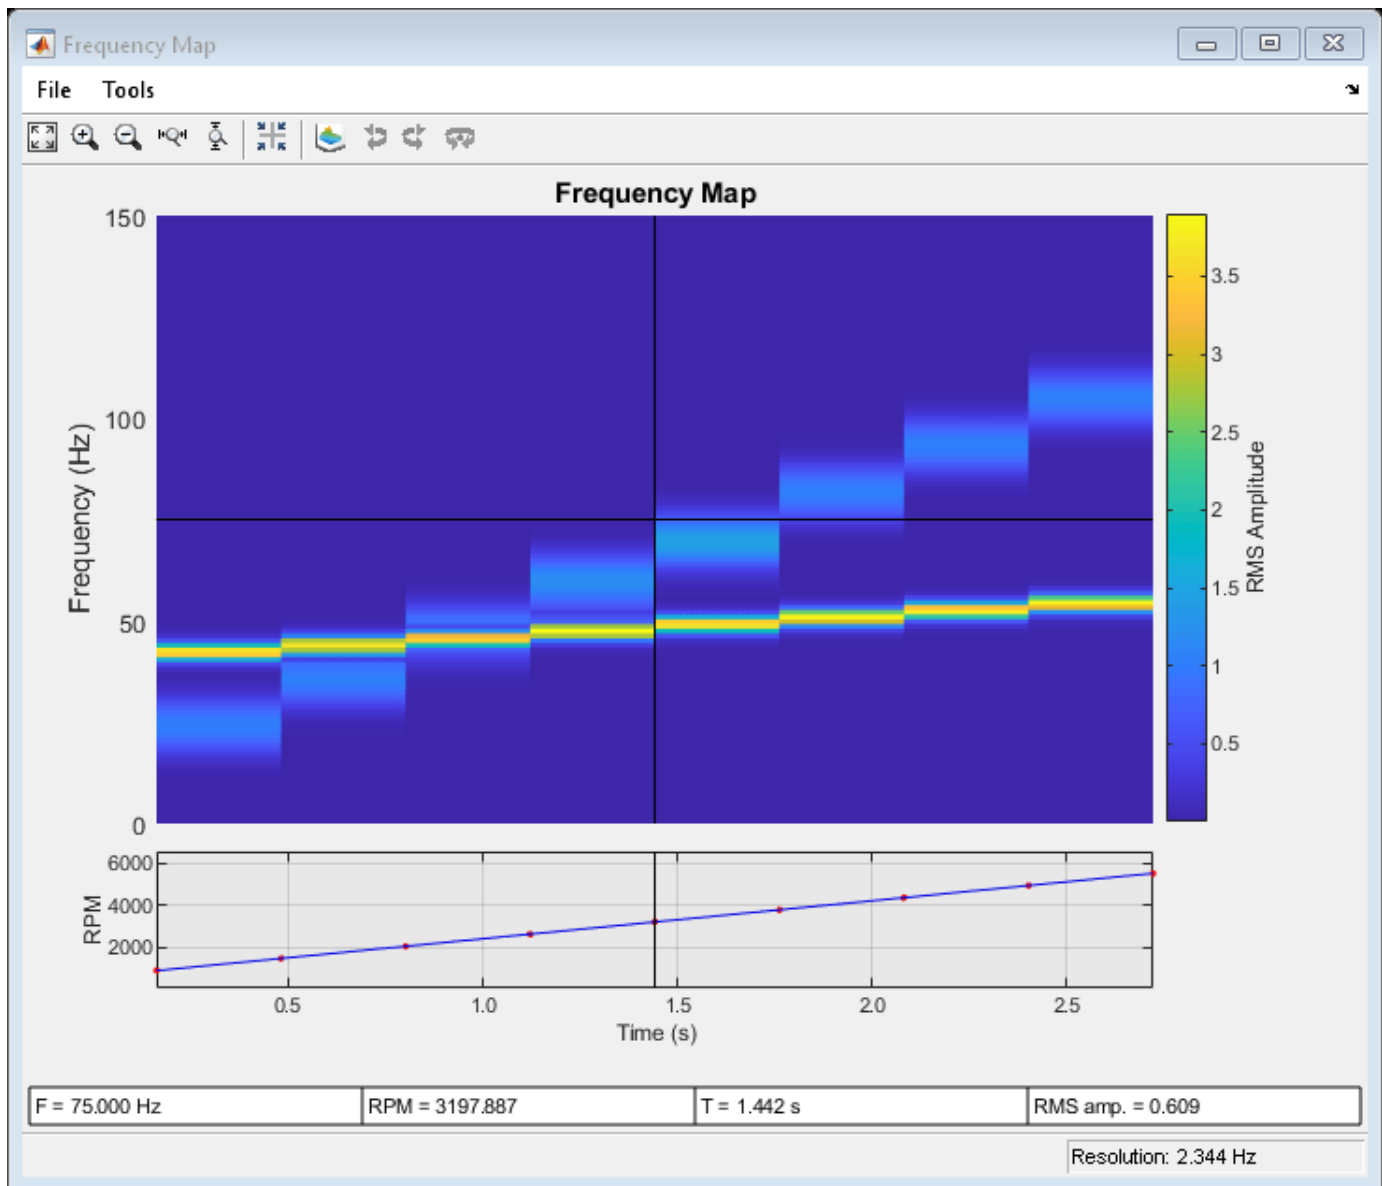 Frequency Map
File Tools
Frequency Map
150
100
50
0
Frequency (Hz)
3.5
3
2.5
2
1.5
1
0.5
RMS Amplitude
6000
4000
2000
RPM
0.5 1.0 1.5 2.0 2.5
Time (s)
F = 75.000 Hz RPM = 3197.887 T = 1.442 s RMS amp. = 0.609
Resolution: 2.344 Hz